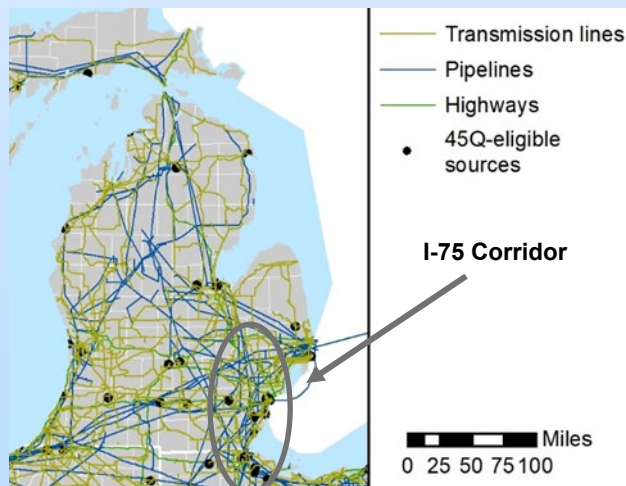 Transmission lines
Pipelines
Highways
45Q-eligible
sources
I-75 Corridor
Miles
0 25 50 75 100